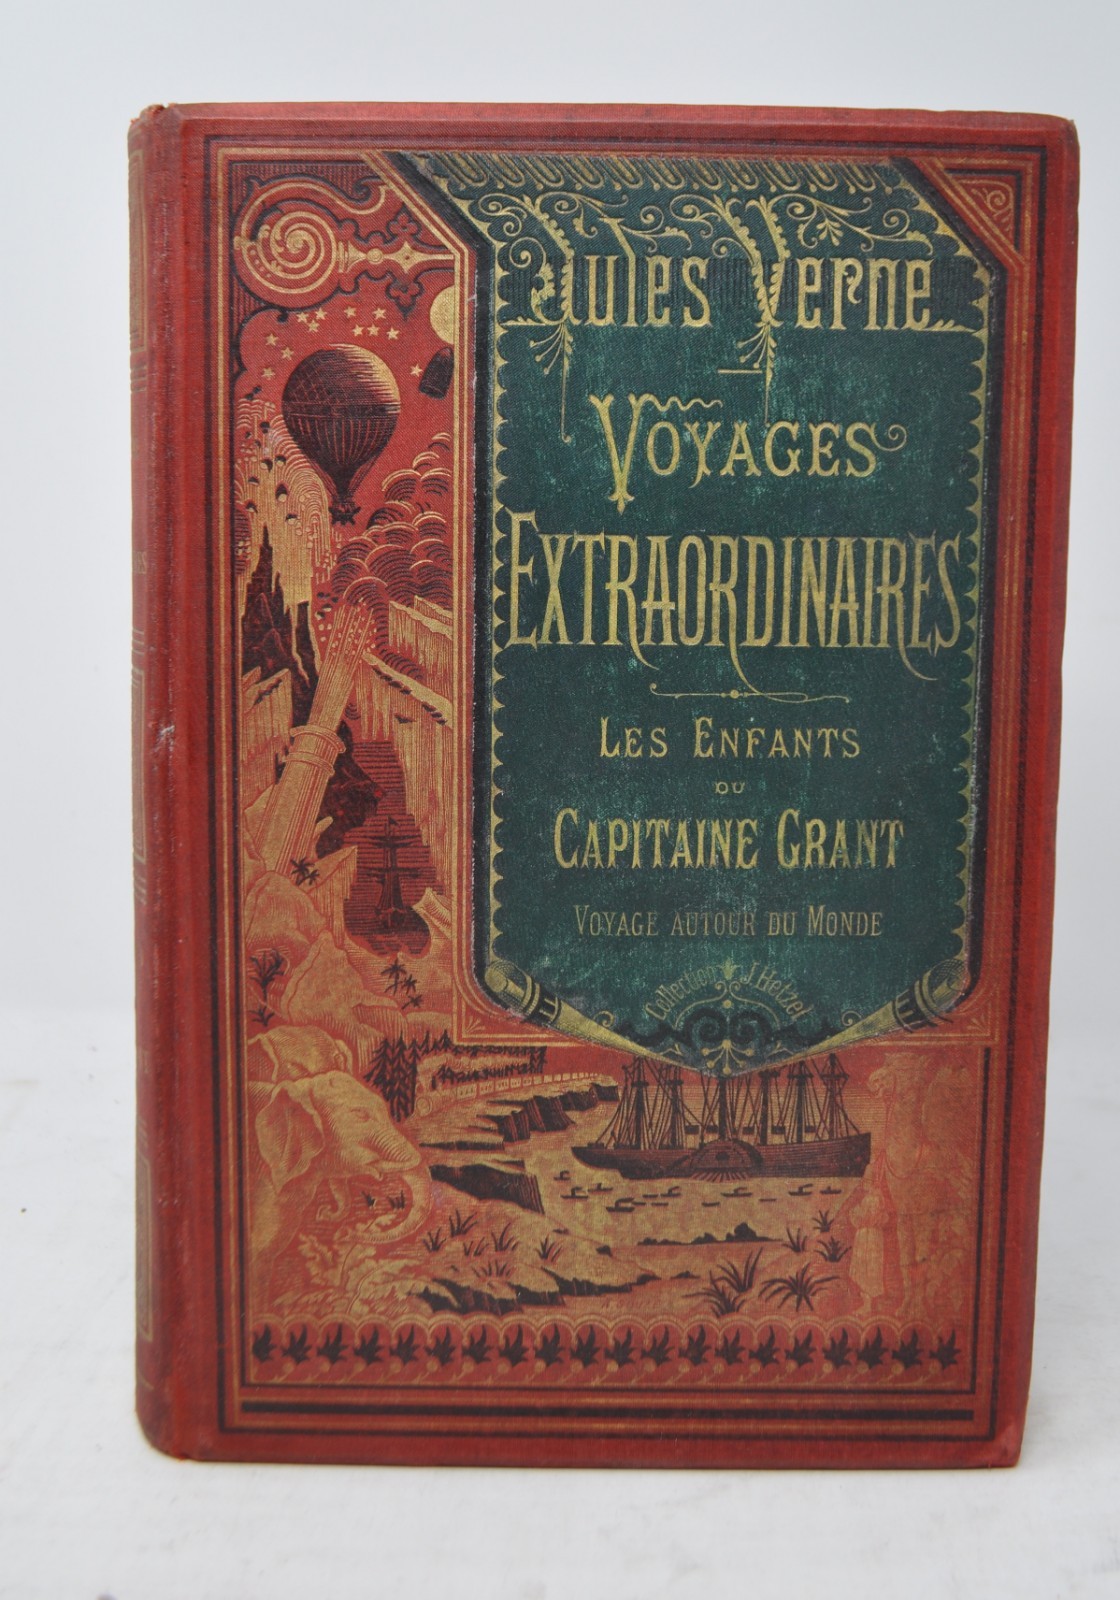 Jules Verne
Voyages
Extraordinaires
Les Enfants
du
Capitaine Grant
Voyage autour du Monde
Collection J. Hetzel